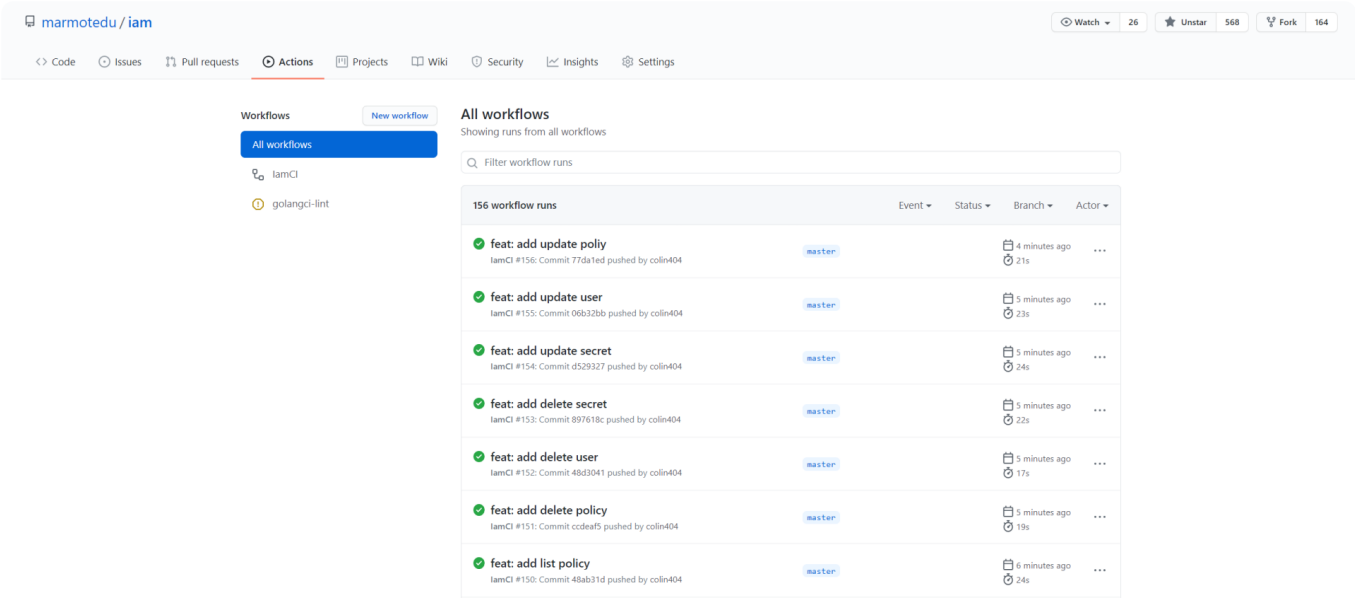 marmotedu / iam
Watch 26 Unstar 568 Fork 164
Code Issues Pull requests Actions Projects Wiki Security Insights Settings
Workflows New workflow
All workflows
IamCI
golangci-lint
All workflows
Showing runs from all workflows
Filter workflow runs
156 workflow runs Event Status Branch Actor
feat: add update poliy master 4 minutes ago
IamCI #156: Commit 77da1ed pushed by colin404 21s
feat: add update user master 5 minutes ago
IamCI #155: Commit 06b32bb pushed by colin404 23s
feat: add update secret master 5 minutes ago
IamCI #154: Commit d529327 pushed by colin404 24s
feat: add delete secret master 5 minutes ago
IamCI #153: Commit 897618c pushed by colin404 22s
feat: add delete user master 5 minutes ago
IamCI #152: Commit 48d3041 pushed by colin404 17s
feat: add delete policy master 5 minutes ago
IamCI #151: Commit ccdeaf5 pushed by colin404 19s
feat: add list policy master 6 minutes ago
IamCI #150: Commit 48ab31d pushed by colin404 24s